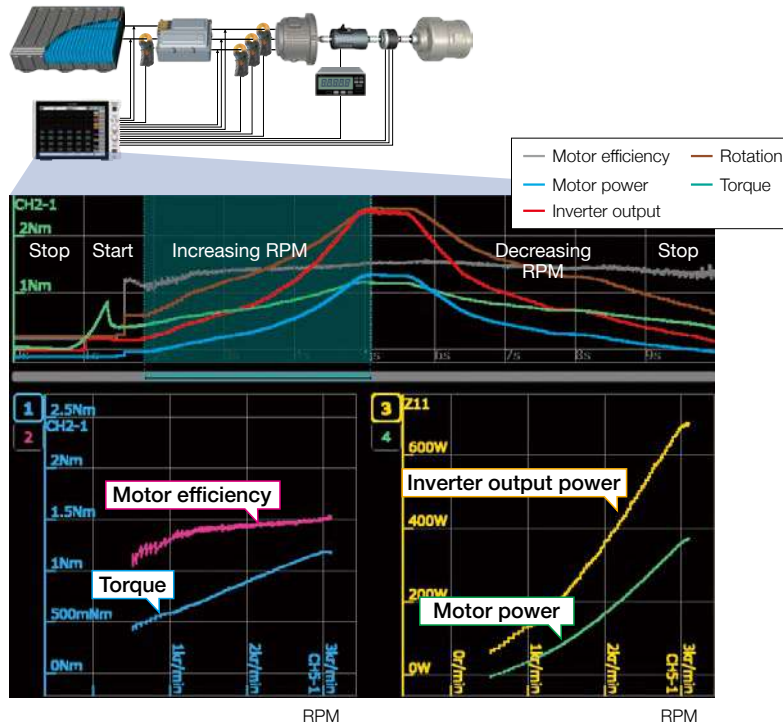 Motor efficiency
Rotation
Motor power
Torque
Inverter output
CH2-1
2Nm
Stop
Start
Increasing RPM
Decreasing
RPM
Stop
1Nm
6s
7s
8s
9s
1
2.5Nm
CH2-1
2
2Nm
Motor efficiency
1.5Nm
1Nm
Torque
500mNm
0Nm
1kr/min
2kr/min
3kr/min
CH5-1
RPM
3
Z11
4
600W
Inverter output power
400W
200W
Motor power
0W
0r/min
1kr/min
2kr/min
3kr/min
CH5-1
RPM